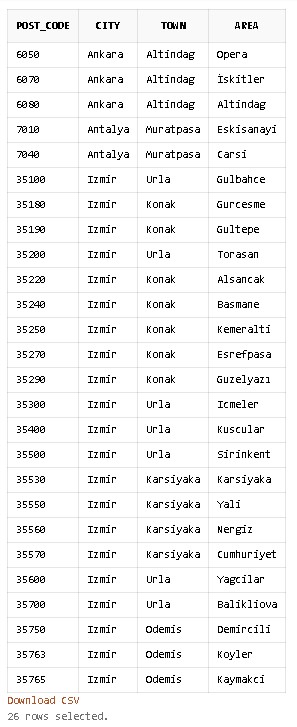 POST_CODE CITY TOWN AREA
6050 Ankara Altindag Opera
6070 Ankara Altindag İskitler
6080 Ankara Altindag Altindag
7010 Antalya Muratpasa Eskisanayi
7040 Antalya Muratpasa Carsi
35100 Izmir Urla Gulbahce
35180 Izmir Konak Gurcesme
35190 Izmir Konak Gultepe
35200 Izmir Urla Torasan
35220 Izmir Konak Alsancak
35240 Izmir Konak Basmane
35250 Izmir Konak Kemeralti
35270 Izmir Konak Esrefpasa
35290 Izmir Konak Guzelyazı
35300 Izmir Urla Icmeler
35400 Izmir Urla Kuscular
35500 Izmir Urla Sirinkent
35530 Izmir Karsiyaka Karsiyaka
35550 Izmir Karsiyaka Yali
35560 Izmir Karsiyaka Nergiz
35570 Izmir Karsiyaka Cumhuriyet
35600 Izmir Urla Yagcilar
35700 Izmir Urla Balikliova
35750 Izmir Odemis Demircili
35763 Izmir Odemis Koyler
35765 Izmir Odemis Kaymakci
Download CSV
26 rows selected.